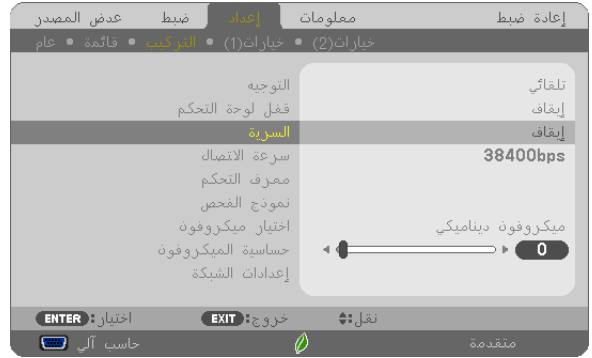 عرض المصدر ضبط إعداد معلومات إعادة ضبط
عام • قائمة • التركيب • خيارات(1) • خيارات(2)
التوجيه تلقائي
قفل لوحة التحكم إيقاف
السرية إيقاف
سرعة الاتصال 38400bps
معرف التحكم
نموذج الفحص
اختيار ميكروفون ميكروفون ديناميكي
حساسية الميكروفون 0
إعدادات الشبكة
ENTER :اختيار EXIT :خروج نقل:
حاسب آلي متقدمة